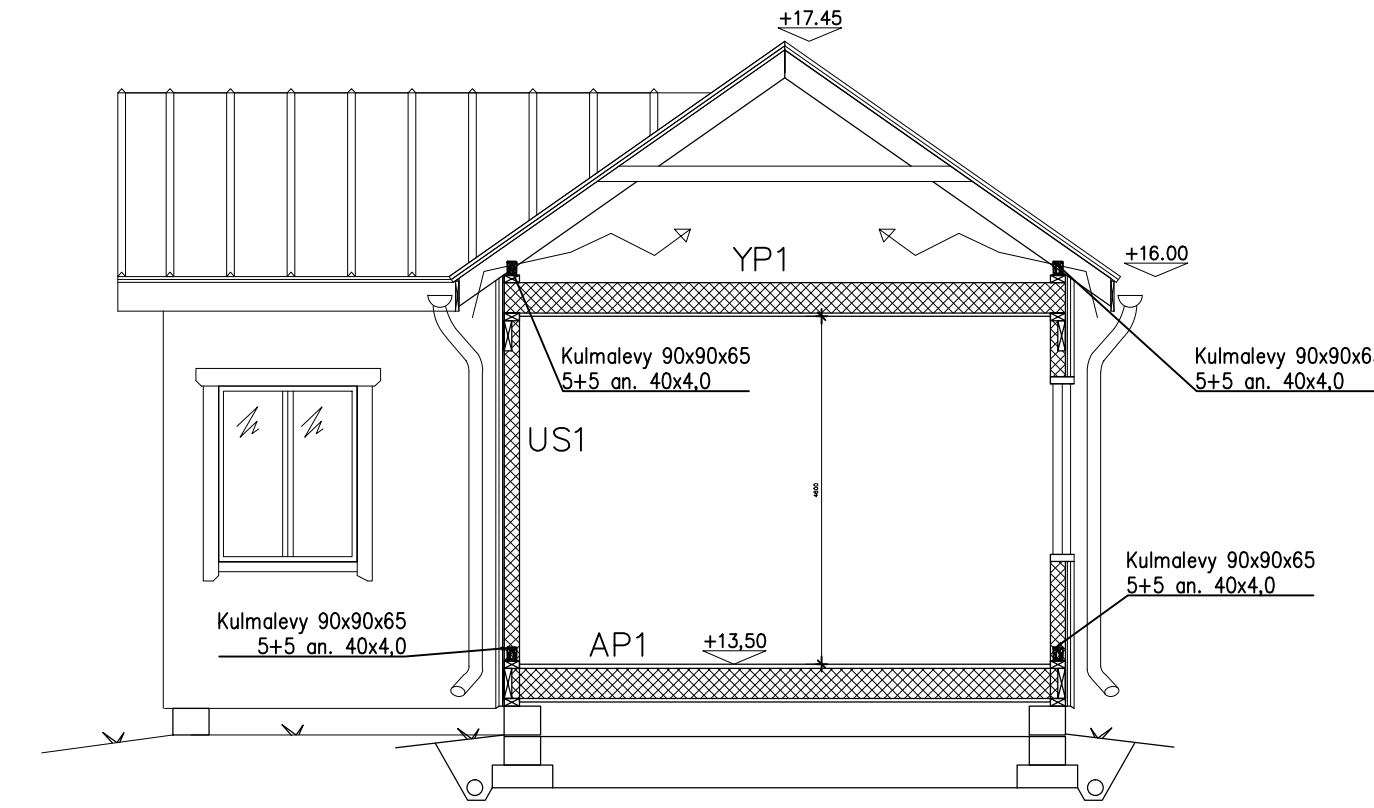 +17.45
+16.00
YP1
Kulmalevy 90x90x65
5+5 an. 40x4,0
Kulmalevy 90x90x65
5+5 an. 40x4,0
US1
4600
Kulmalevy 90x90x65
5+5 an. 40x4,0
Kulmalevy 90x90x65
5+5 an. 40x4,0
AP1
+13,50